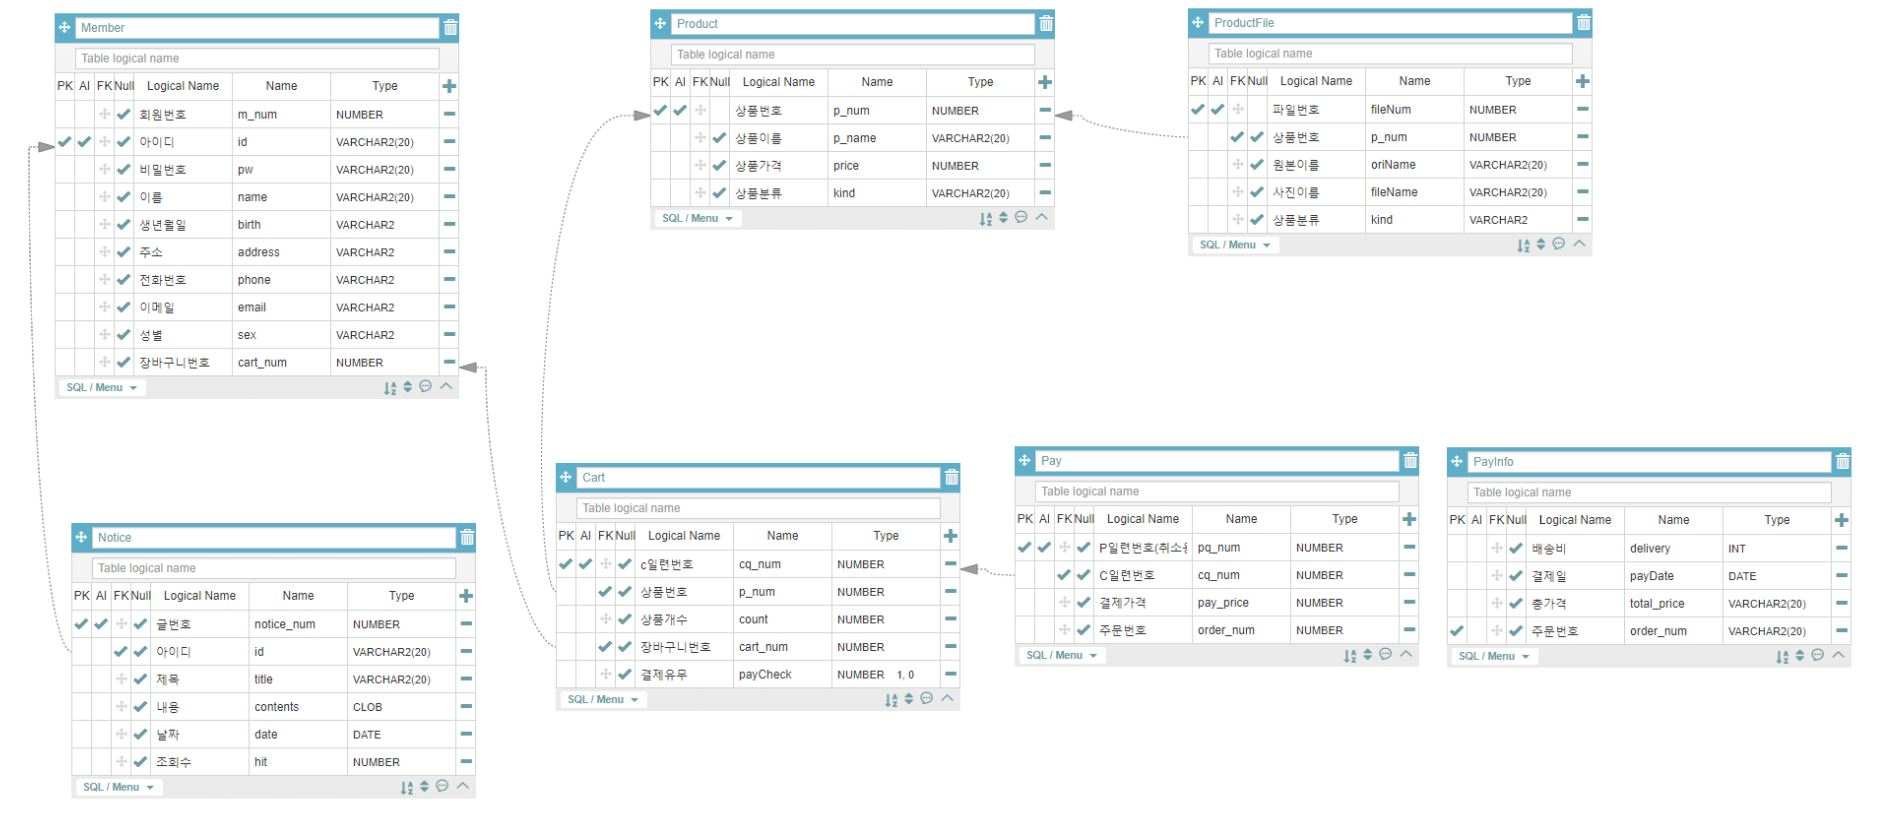 Member
Table logical name
PK AI FK Null Logical Name Name Type
회원번호 m_num NUMBER
아이디 id VARCHAR2(20)
비밀번호 pw VARCHAR2(20)
이름 name VARCHAR2(20)
생년월일 birth VARCHAR2
주소 address VARCHAR2
전화번호 phone VARCHAR2
이메일 email VARCHAR2
성별 sex VARCHAR2
장바구니번호 cart_num NUMBER
SQL / Menu
Product
Table logical name
PK AI FK Null Logical Name Name Type
상품번호 p_num NUMBER
상품이름 p_name VARCHAR2(20)
상품가격 price NUMBER
상품분류 kind VARCHAR2(20)
SQL / Menu
ProductFile
Table logical name
PK AI FK Null Logical Name Name Type
파일번호 fileNum NUMBER
상품번호 p_num NUMBER
원본이름 oriName VARCHAR2(20)
사진이름 fileName VARCHAR2(20)
상품분류 kind VARCHAR2
SQL / Menu
Notice
Table logical name
PK AI FK Null Logical Name Name Type
글번호 notice_num NUMBER
아이디 id VARCHAR2(20)
제목 title VARCHAR2(20)
내용 contents CLOB
날짜 date DATE
조회수 hit NUMBER
SQL / Menu
Cart
Table logical name
PK AI FK Null Logical Name Name Type
c일련번호 cq_num NUMBER
상품번호 p_num NUMBER
상품개수 count NUMBER
장바구니번호 cart_num NUMBER
결제유무 payCheck NUMBER 1, 0
SQL / Menu
Pay
Table logical name
PK AI FK Null Logical Name Name Type
P일련번호(취소 pq_num NUMBER
C일련번호 cq_num NUMBER
결제가격 pay_price NUMBER
주문번호 order_num NUMBER
SQL / Menu
PayInfo
Table logical name
PK AI FK Null Logical Name Name Type
배송비 delivery INT
결제일 payDate DATE
총가격 total_price VARCHAR2(20)
주문번호 order_num VARCHAR2(20)
SQL / Menu